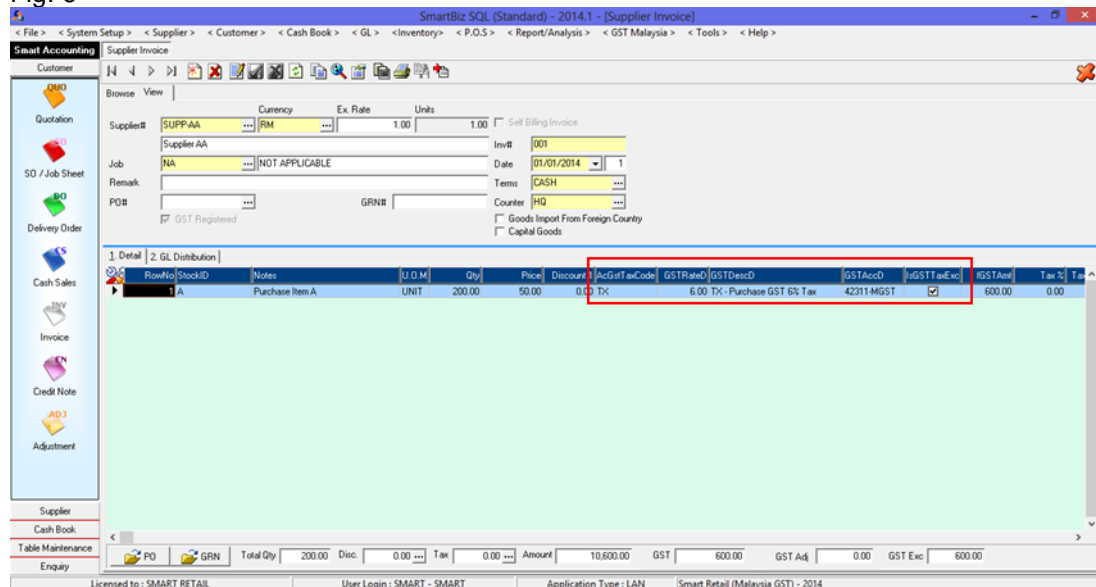 SmartBiz SQL (Standard) - 2014.1 - [Supplier Invoice]
< File > < System Setup > < Supplier > < Customer > < Cash Book > < GL > <Inventory> < P.O.S > < Report/Analysis > < GST Malaysia > < Tools > < Help >
Smart Accounting Supplier Invoice
Customer
Browse View
QUO
Quotation
SO
SO / Job Sheet
DO
Delivery Order
CS
Cash Sales
INV
Invoice
CN
Credit Note
ADJ
Adjustment
Supplier
Cash Book
Table Maintenance
Enquiry
Currency Ex. Rate Units
Supplier# SUPP-AA ... RM ... 1.00 1.00 Self Billing Invoice
Supplier AA Inv# 001
Job NA ... NOT APPLICABLE Date 01/01/2014 1
Remark Terms CASH ...
PO# ... GRN# Counter HQ ...
GST Registered Goods Import From Foreign Country
Capital Goods
1. Detail 2. GL Distribution
RowNo StockID Notes U.O.M Qty Price Discount AcGstTaxCode GSTRateD GSTDescD GSTAccD IsGSTTaxExc IGSTAmt Tax % Tax
1 A Purchase Item A UNIT 200.00 50.00 0.00 TX 6.00 TX - Purchase GST 6% Tax 42311-MGST 600.00 0.00
PO GRN Total Qty 200.00 Disc. 0.00 ... Tax 0.00 ... Amount 10,600.00 GST 600.00 GST Adj 0.00 GST Exc 600.00
Licensed to : SMART RETAIL User Login : SMART - SMART Application Type : LAN Smart Retail (Malaysia GST) - 2014